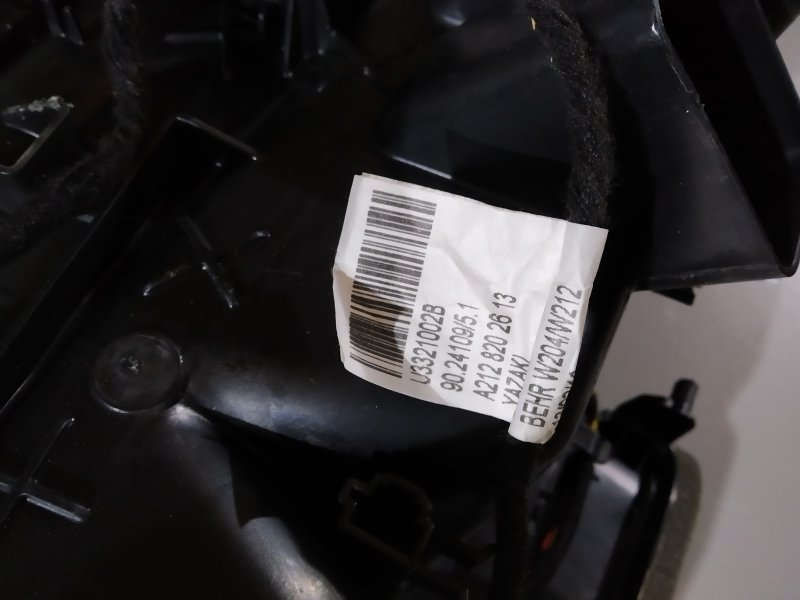 U3321002B
90.24109/5.1
A212 820 26 13
YAZAKI
BEHR W204/W212